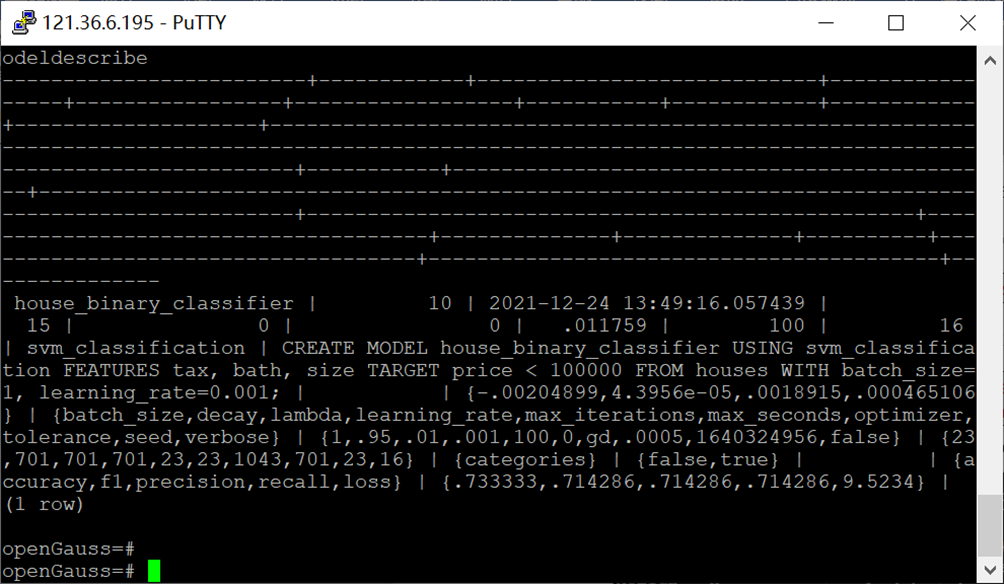 121.36.6.195 - PuTTY
odeldescribe
--------------------------+-------------+-----------------------------+-------------
-----+------------------+-------------------+------------+-------------+-------------
+---------------------+-------------------------------------------------------------
------------------------------------------------------------------------------------
-------------------------+-----------+----------------------------------------------
--+---------------------------------------------------------------------------------
-------------------------+----------------------------------------------------+----
------------------------------------+---------------+---------------+----------+---
-----------------------------------+-------------------------------------------+--
-------------
 house_binary_classifier |         10 | 2021-12-24 13:49:16.057439 |
  15 |               0 |                0 |   .011759 |        100 |         16
| svm_classification | CREATE MODEL house_binary_classifier USING svm_classifica
tion FEATURES tax, bath, size TARGET price < 100000 FROM houses WITH batch_size=
1, learning_rate=0.001; |           | {-.00204899,4.3956e-05,.0018915,.000465106
} | {batch_size,decay,lambda,learning_rate,max_iterations,max_seconds,optimizer,
tolerance,seed,verbose} | {1,.95,.01,.001,100,0,gd,.0005,1640324956,false} | {23
,701,701,701,23,23,1043,701,23,16} | {categories} | {false,true} |          | {a
ccuracy,f1,precision,recall,loss} | {.733333,.714286,.714286,.714286,9.5234} |
(1 row)
openGauss=#
openGauss=#